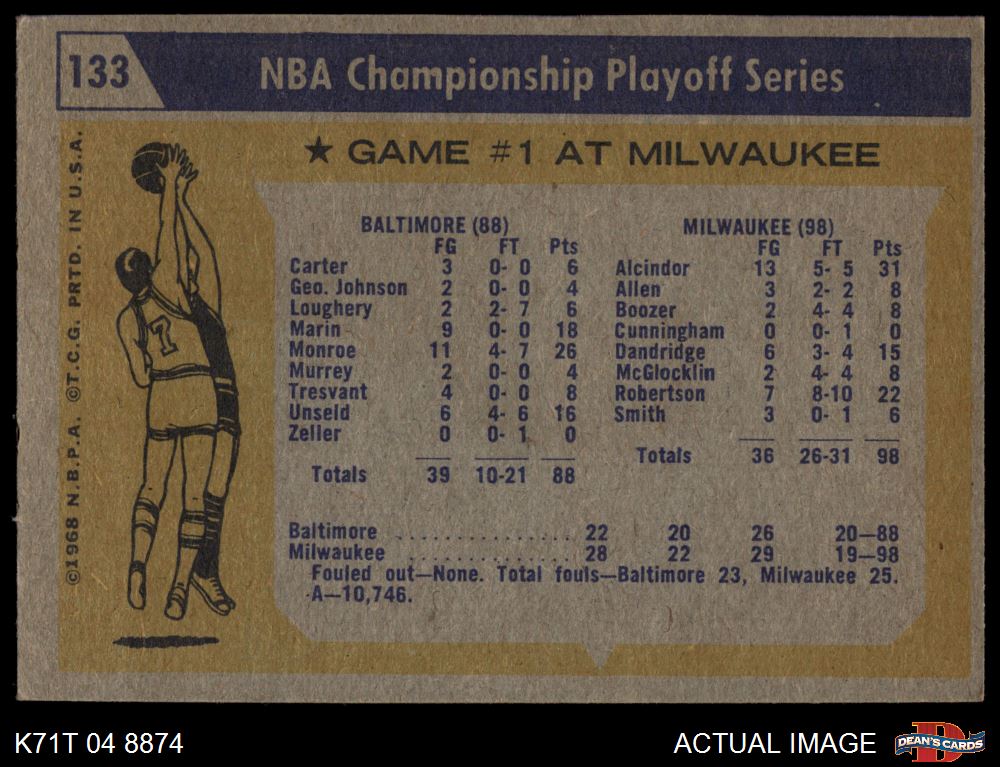 133
NBA Championship Playoff Series
★ GAME #1 AT MILWAUKEE
©1968 N.B.P.A. ©T.C.G. PRTD. IN U.S.A.
1
BALTIMORE (88)
FG FT Pts
Carter 3 0- 0 6
Geo. Johnson 2 0- 0 4
Loughery 2 2- 7 6
Marin 9 0- 0 18
Monroe 11 4- 7 26
Murrey 2 0- 0 4
Tresvant 4 0- 0 8
Unseld 6 4- 6 16
Zeller 0 0- 1 0
Totals 39 10-21 88
MILWAUKEE (98)
FG FT Pts
Alcindor 13 5- 5 31
Allen 3 2- 2 8
Boozer 2 4- 4 8
Cunningham 0 0- 1 0
Dandridge 6 3- 4 15
McGlocklin 2 4- 4 8
Robertson 7 8-10 22
Smith 3 0- 1 6
Totals 36 26-31 98
Baltimore .................. 22 20 26 20—88
Milwaukee .................. 28 22 29 19—98
Fouled out—None. Total fouls—Baltimore 23, Milwaukee 25.
A—10,746.
K71T 04 8874
ACTUAL IMAGE
D
DEAN'S CARDS